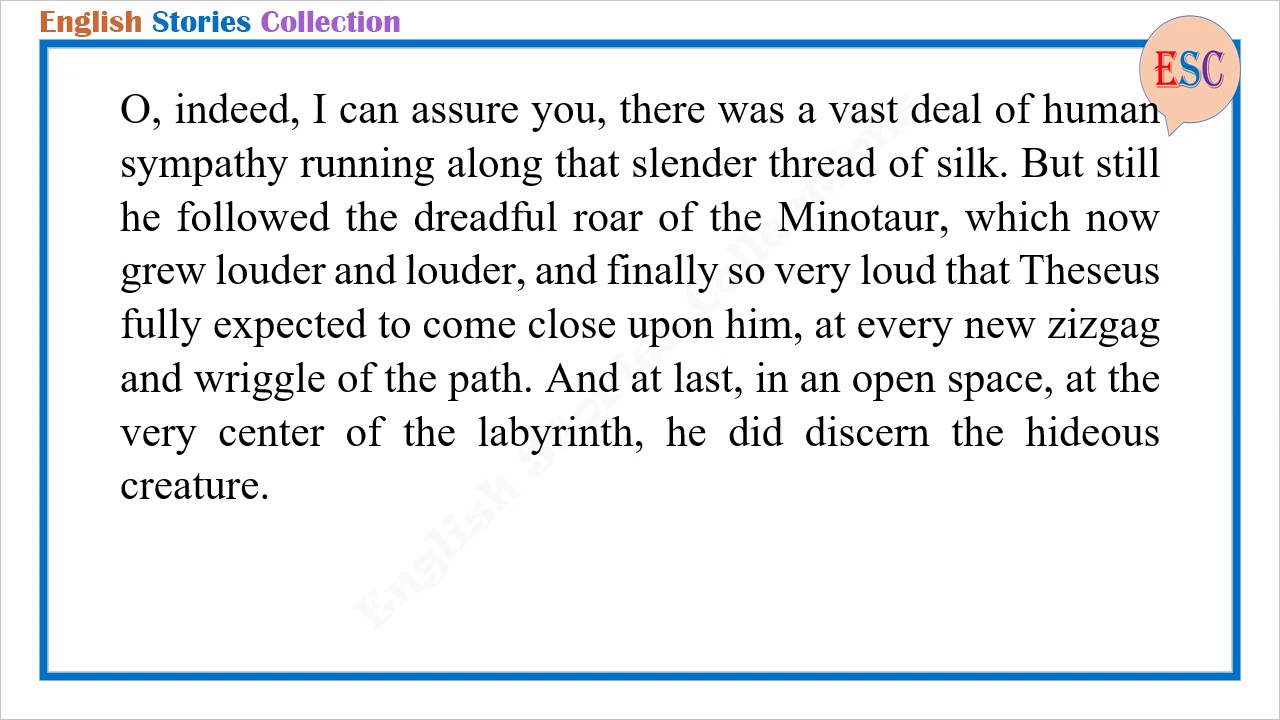 English Stories Collection
ESC
O, indeed, I can assure you, there was a vast deal of human
sympathy running along that slender thread of silk. But still
he followed the dreadful roar of the Minotaur, which now
grew louder and louder, and finally so very loud that Theseus
fully expected to come close upon him, at every new zizgag
and wriggle of the path. And at last, in an open space, at the
very center of the labyrinth, he did discern the hideous
creature.
English Stories Collections